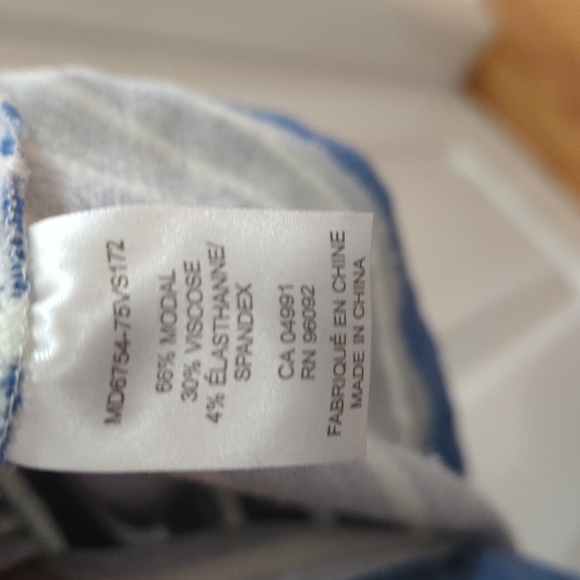 MD6754-75VS172
66% MODAL
30% VISCOSE
4% ÉLASTHANNE/
SPANDEX
CA 04991
RN 96092
FABRIQUÉ EN CHINE
MADE IN CHINA